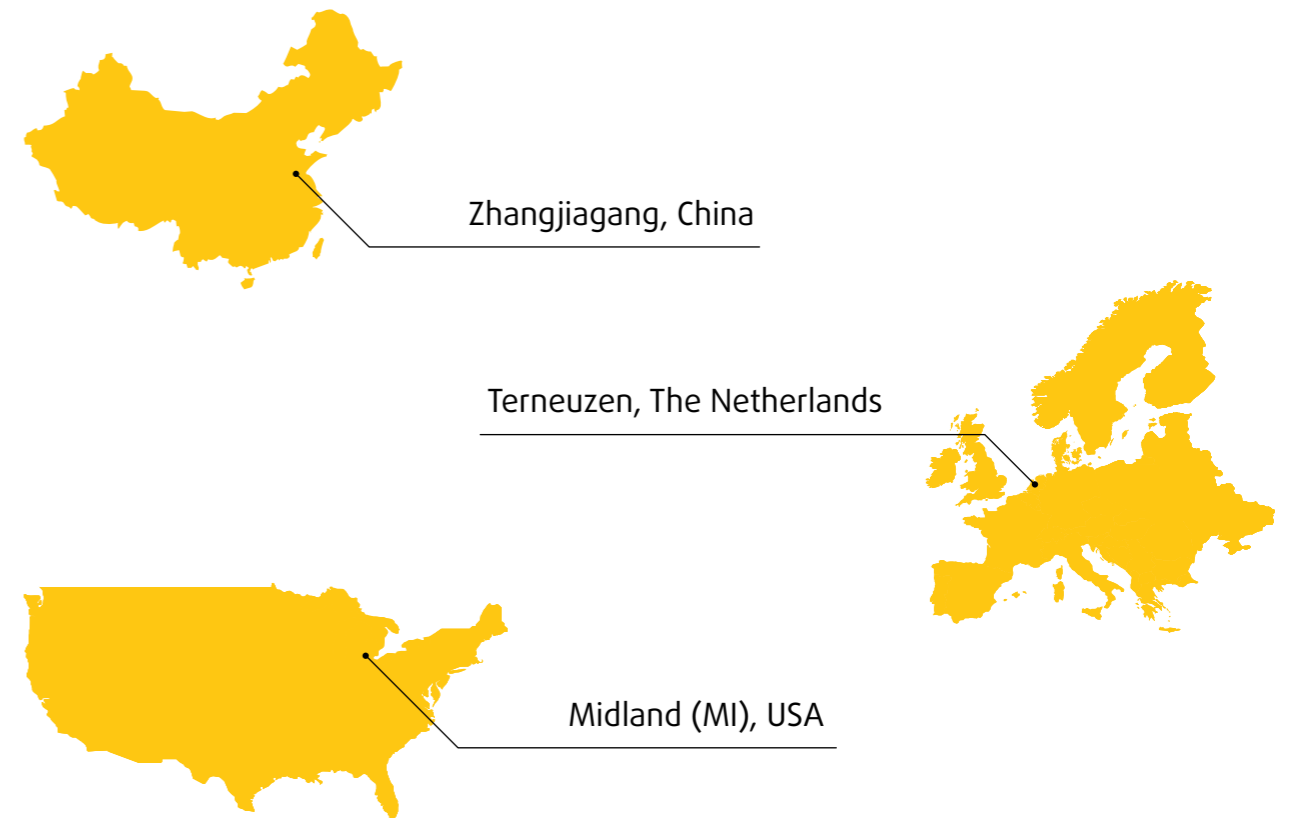 Zhangjiagang, China
Terneuzen, The Netherlands
Midland (MI), USA